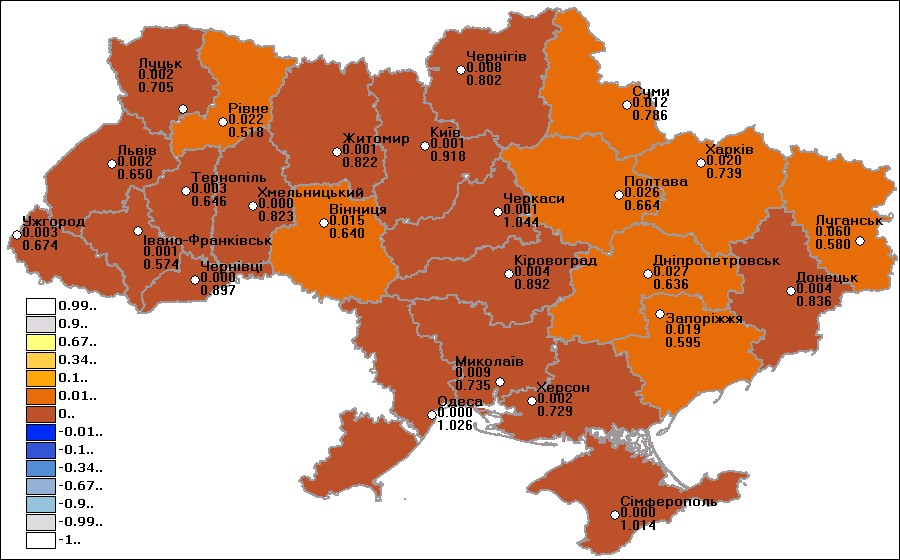 Чернігів
0.008
0.802
Луцьк
0.002
0.705
Суми
0.012
0.786
Рівне
0.022
0.518
Житомир
0.001
0.822
Київ
0.001
0.918
Харків
0.020
0.739
Львів
0.002
0.650
Тернопіль
0.003
0.646
Хмельницький
0.000
0.823
Полтава
0.026
0.664
Черкаси
0.001
1.044
Вінниця
0.015
0.640
Ужгород
0.003
0.674
Луганськ
0.060
0.580
Івано-Франківськ
0.001
0.574
Чернівці
0.000
0.897
Кіровоград
0.004
0.892
Дніпропетровськ
0.027
0.636
Донецьк
0.004
0.836
Запоріжжя
0.019
0.595
Миколаїв
0.009
0.735
Херсон
0.002
0.729
Одеса
0.000
1.026
Сімферополь
0.000
1.014
0.99..
0.9..
0.67..
0.34..
0.1..
0.01..
0..
-0.01..
-0.1..
-0.34..
-0.67..
-0.9..
-0.99..
-1..